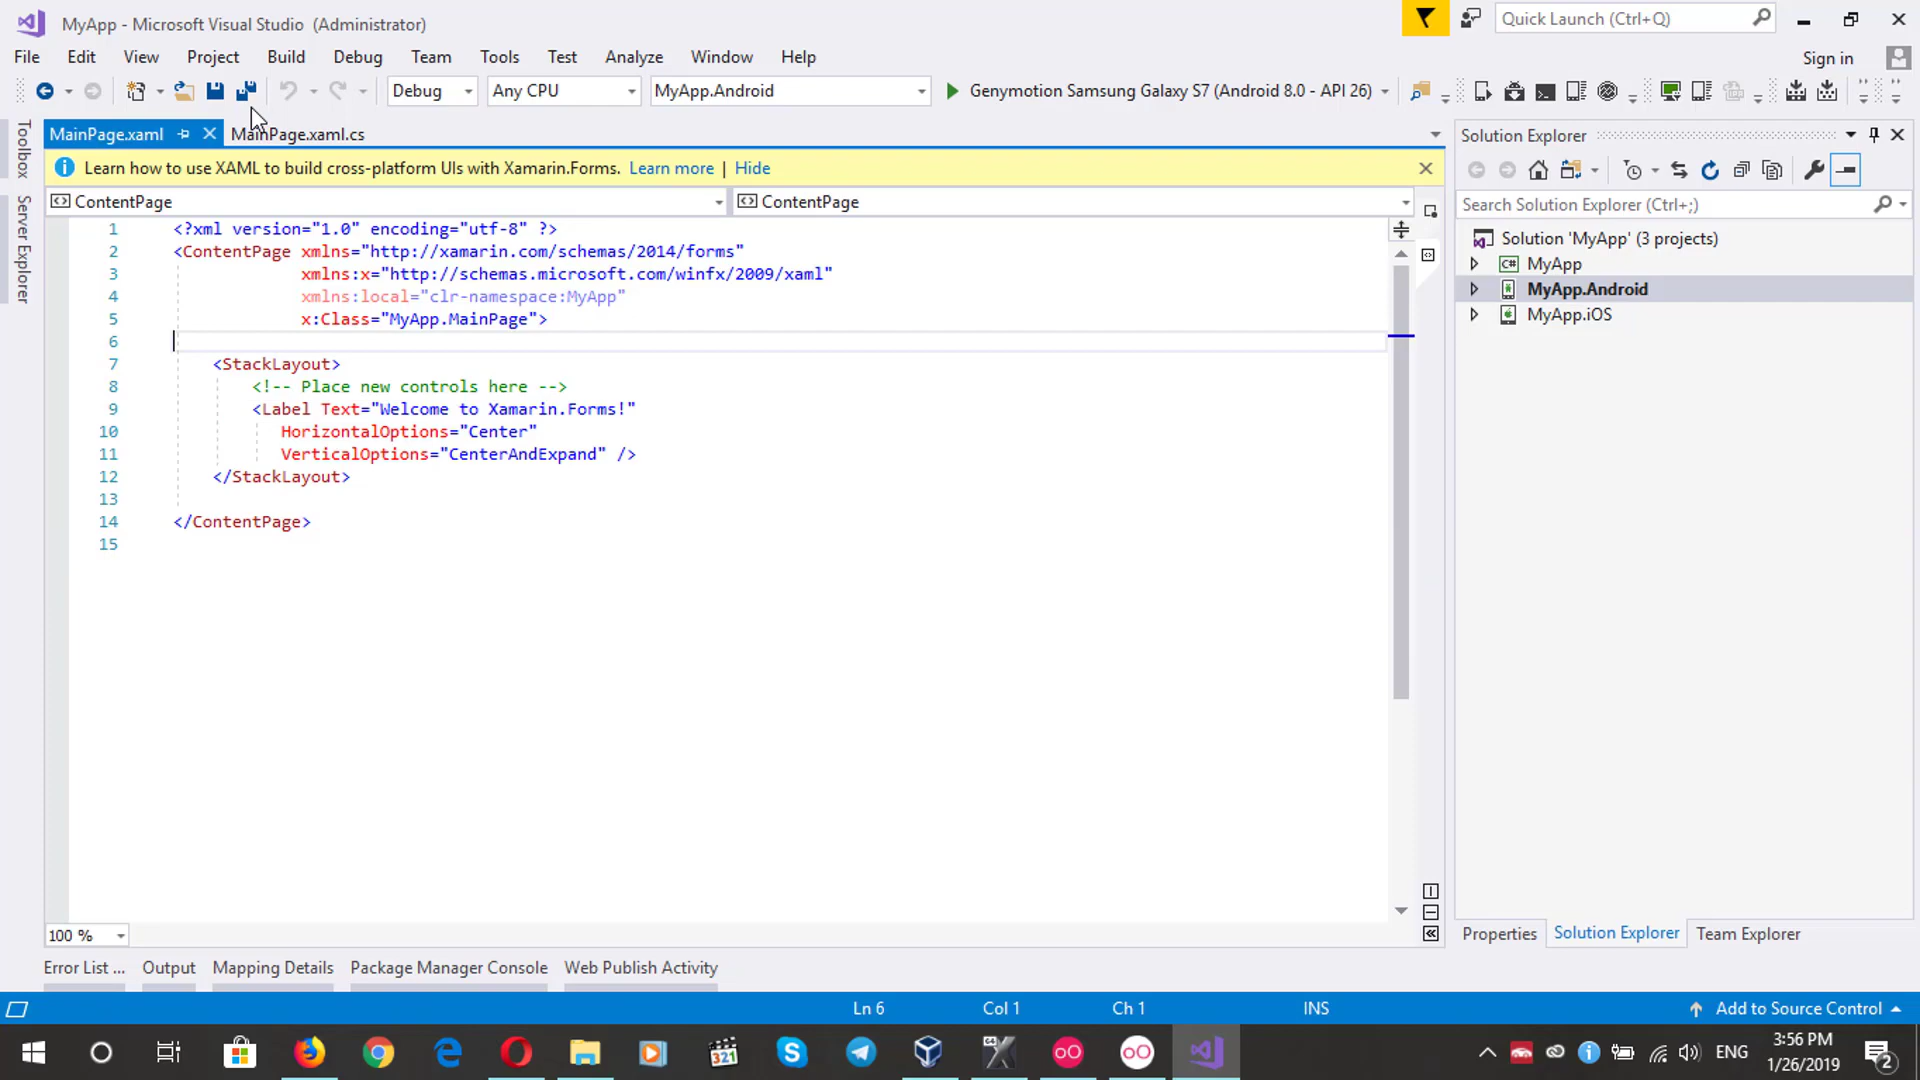 MyApp - Microsoft Visual Studio (Administrator)
Quick Launch (Ctrl+Q)
File Edit View Project Build Debug Team Tools Test Analyze Window Help
Sign in
Debug Any CPU MyApp.Android Genymotion Samsung Galaxy S7 (Android 8.0 - API 26)
Toolbox
Server Explorer
MainPage.xaml MainPage.xaml.cs
Learn how to use XAML to build cross-platform UIs with Xamarin.Forms. Learn more | Hide
ContentPage ContentPage
1 <?xml version="1.0" encoding="utf-8" ?>
2 <ContentPage xmlns="http://xamarin.com/schemas/2014/forms"
3 xmlns:x="http://schemas.microsoft.com/winfx/2009/xaml"
4 xmlns:local="clr-namespace:MyApp"
5 x:Class="MyApp.MainPage">
6
7 <StackLayout>
8 <!-- Place new controls here -->
9 <Label Text="Welcome to Xamarin.Forms!"
10 HorizontalOptions="Center"
11 VerticalOptions="CenterAndExpand" />
12 </StackLayout>
13
14 </ContentPage>
15
100 %
Solution Explorer
Search Solution Explorer (Ctrl+;)
Solution 'MyApp' (3 projects)
C# MyApp
MyApp.Android
MyApp.iOS
Properties Solution Explorer Team Explorer
Error List ... Output Mapping Details Package Manager Console Web Publish Activity
Ln 6 Col 1 Ch 1 INS Add to Source Control
321
64
ENG
3:56 PM
1/26/2019
2